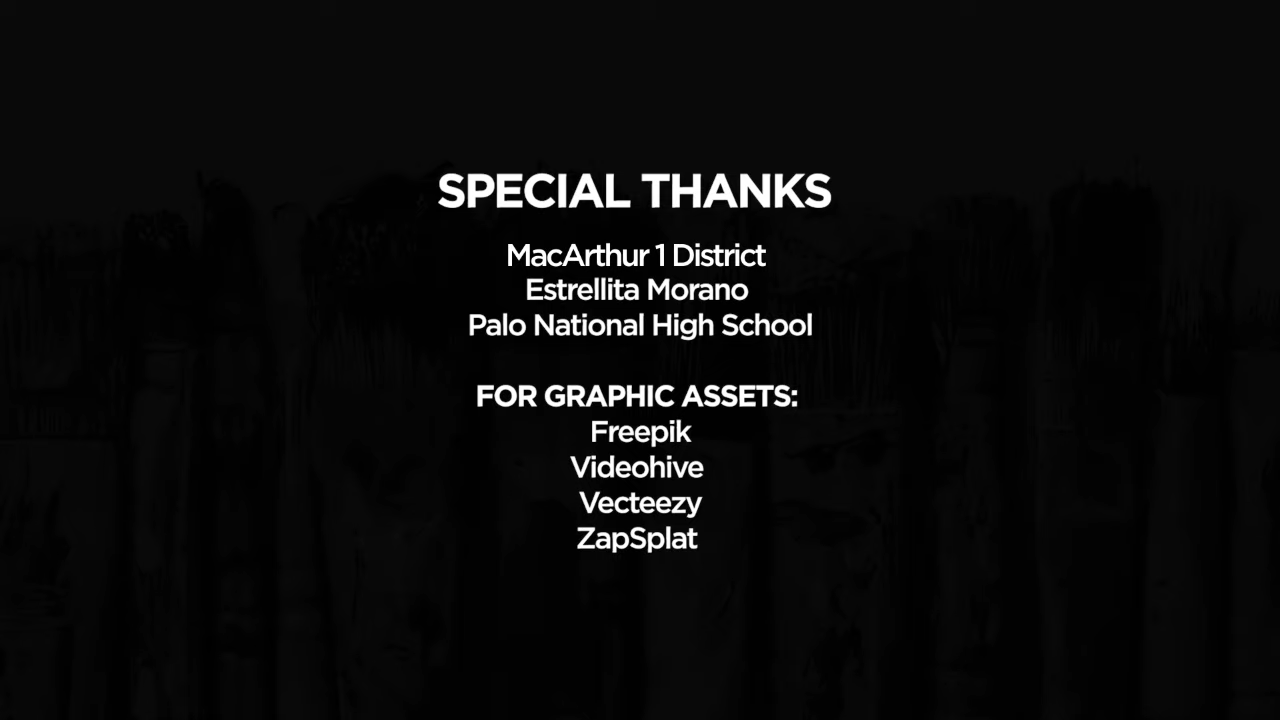 SPECIAL THANKS
MacArthur 1 District
Estrellita Morano
Palo National High School
FOR GRAPHIC ASSETS:
Freepik
Videohive
Vecteezy
ZapSplat